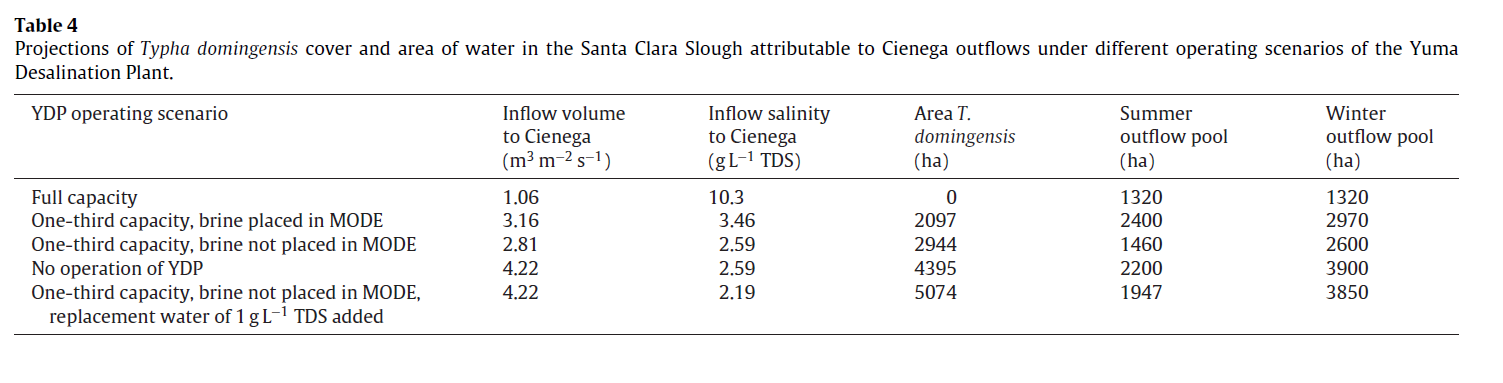 Table 4
Projections of Typha domingensis cover and area of water in the Santa Clara Slough attributable to Cienega outflows under different operating scenarios of the Yuma
Desalination Plant.
YDP operating scenario Inflow volume Inflow salinity Area T. Summer Winter
to Cienega to Cienega domingensis outflow pool outflow pool
(m³ m⁻² s⁻¹) (g L⁻¹ TDS) (ha) (ha) (ha)
Full capacity 1.06 10.3 0 1320 1320
One-third capacity, brine placed in MODE 3.16 3.46 2097 2400 2970
One-third capacity, brine not placed in MODE 2.81 2.59 2944 1460 2600
No operation of YDP 4.22 2.59 4395 2200 3900
One-third capacity, brine not placed in MODE, 4.22 2.19 5074 1947 3850
replacement water of 1 g L⁻¹ TDS added